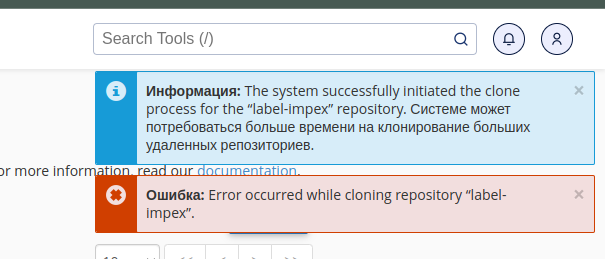 Search Tools (/)
Информация: The system successfully initiated the clone
process for the “label-impex” repository. Системе может
потребоваться больше времени на клонирование больших
удаленных репозиториев.
or more information, read our documentation.
Ошибка: Error occurred while cloning repository “label-
impex”.